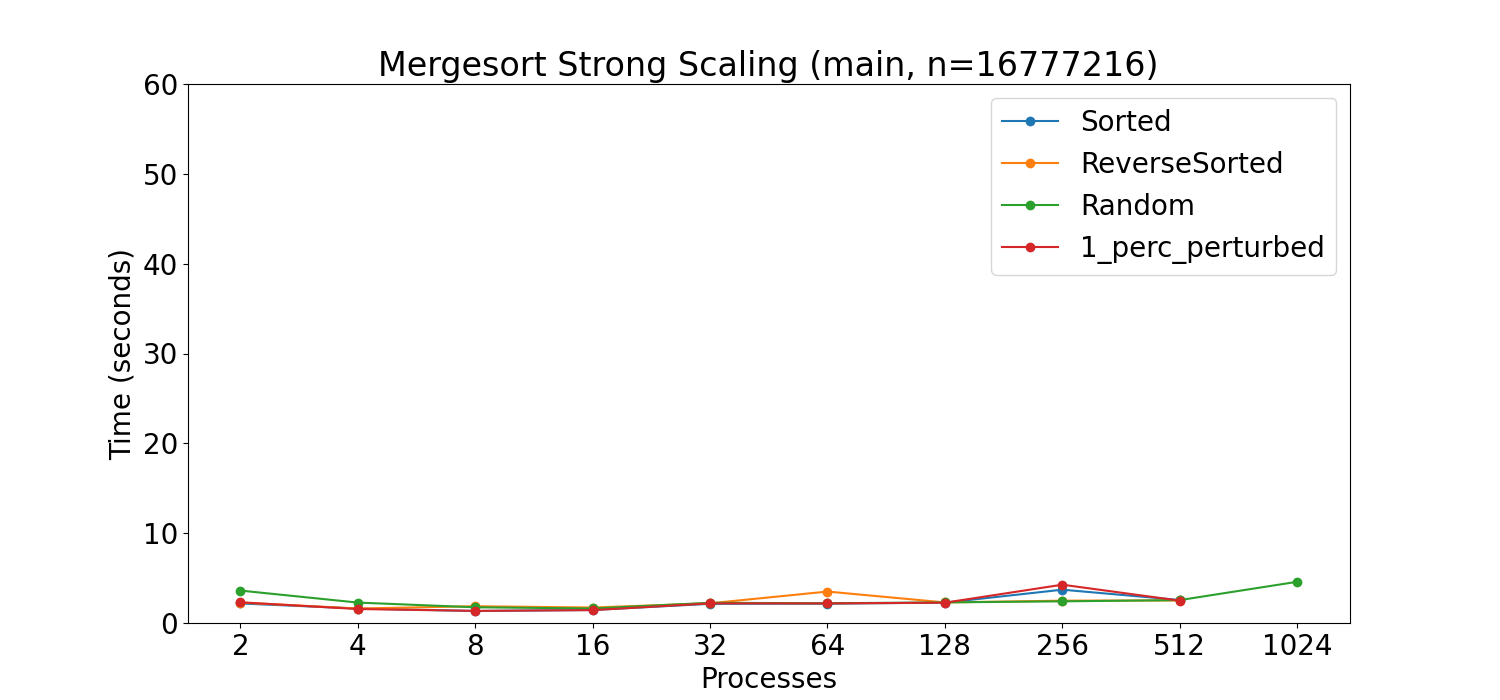 Mergesort Strong Scaling (main, n=16777216)
60
50
40
30
20
10
0
Time (seconds)
Sorted
ReverseSorted
Random
1_perc_perturbed
2 4 8 16 32 64 128 256 512 1024
Processes